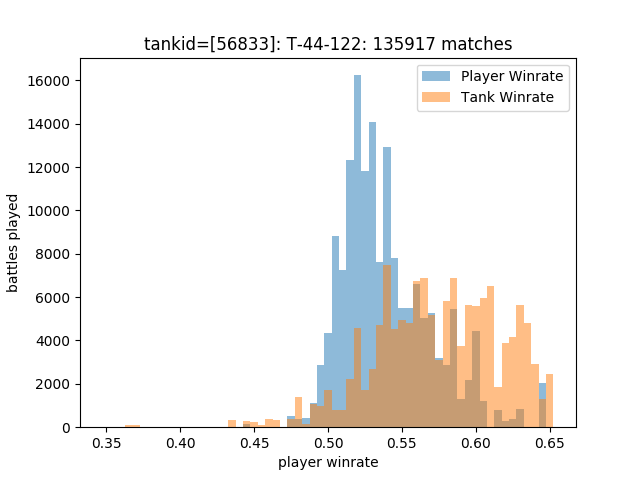 tankid=[56833]: T-44-122: 135917 matches
Player Winrate
Tank Winrate
battles played
16000
14000
12000
10000
8000
6000
4000
2000
0
0.35 0.40 0.45 0.50 0.55 0.60 0.65
player winrate